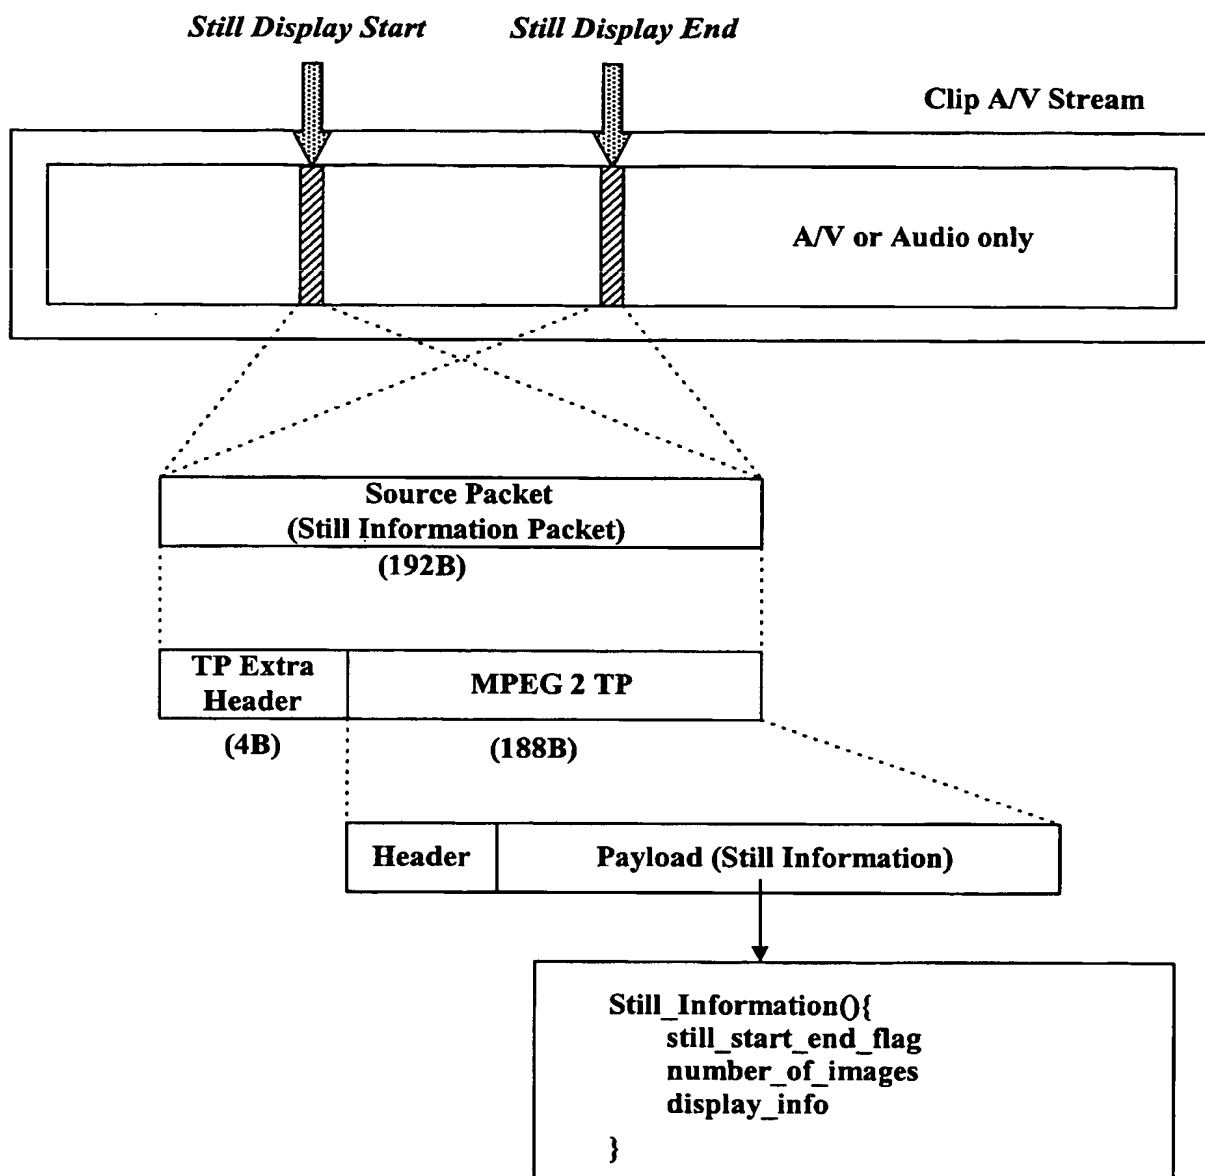 Still Display Start
Still Display End
Clip A/V Stream
A/V or Audio only
Source Packet
(Still Information Packet)
(192B)
TP Extra
Header
MPEG 2 TP
(4B)
(188B)
Header
Payload (Still Information)
Still_Information(){
still_start_end_flag
number_of_images
display_info
}